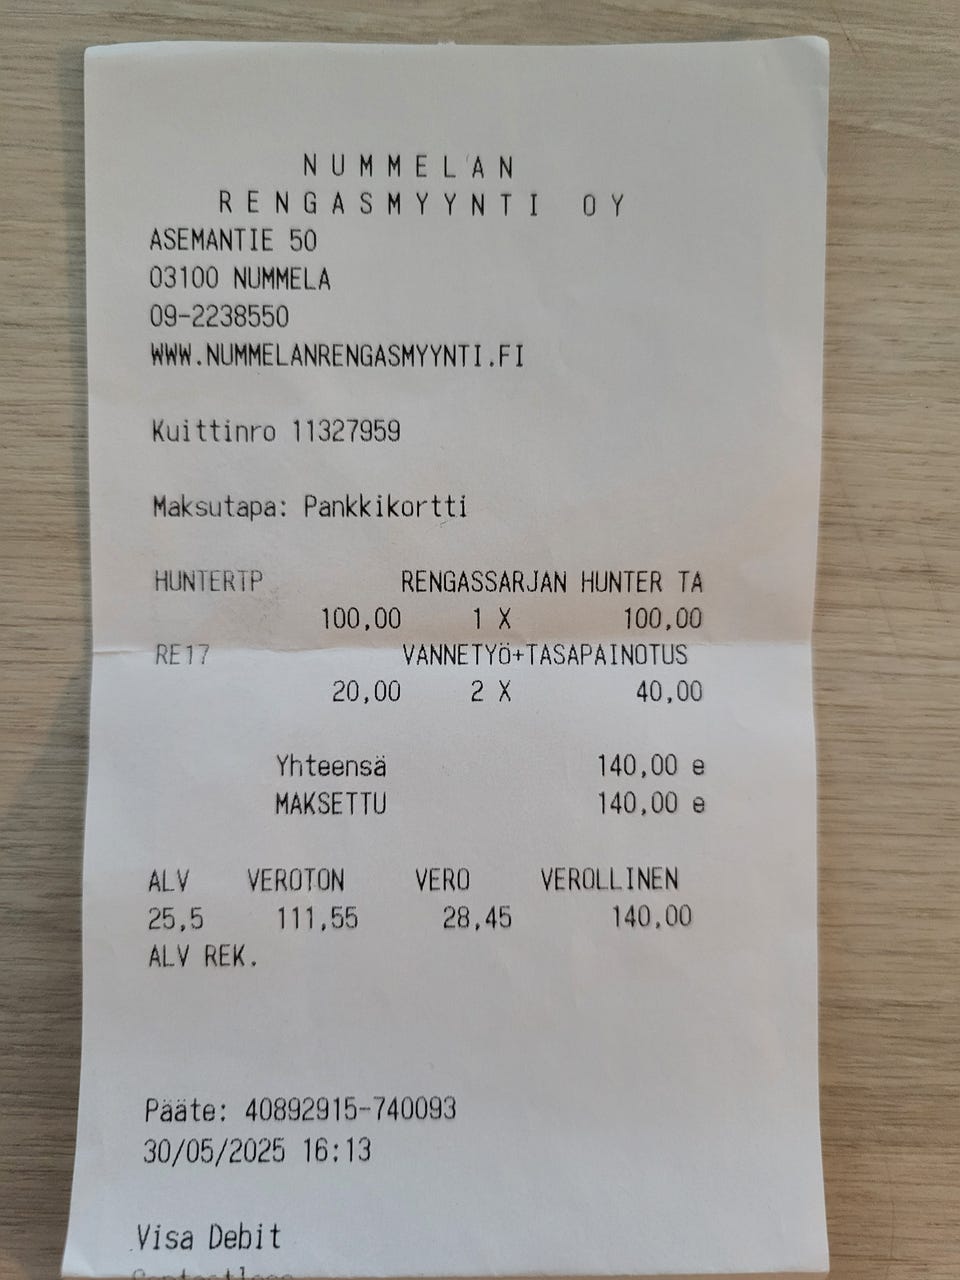 NUMMELAN
RENGASMYYNTI OY
ASEMANTIE 50
03100 NUMMELA
09-2238550
WWW.NUMMELANRENGASMYYNTI.FI
Kuittinro 11327959
Maksutapa: Pankkikortti
HUNTERTP RENGASSARJAN HUNTER TA
100,00 1 X 100,00
RE17 VANNETYÖ+TASAPAINOTUS
20,00 2 X 40,00
Yhteensä 140,00 e
MAKSETTU 140,00 e
ALV VEROTON VERO VEROLLINEN
25,5 111,55 28,45 140,00
ALV REK.
Pääte: 40892915-740093
30/05/2025 16:13
Visa Debit